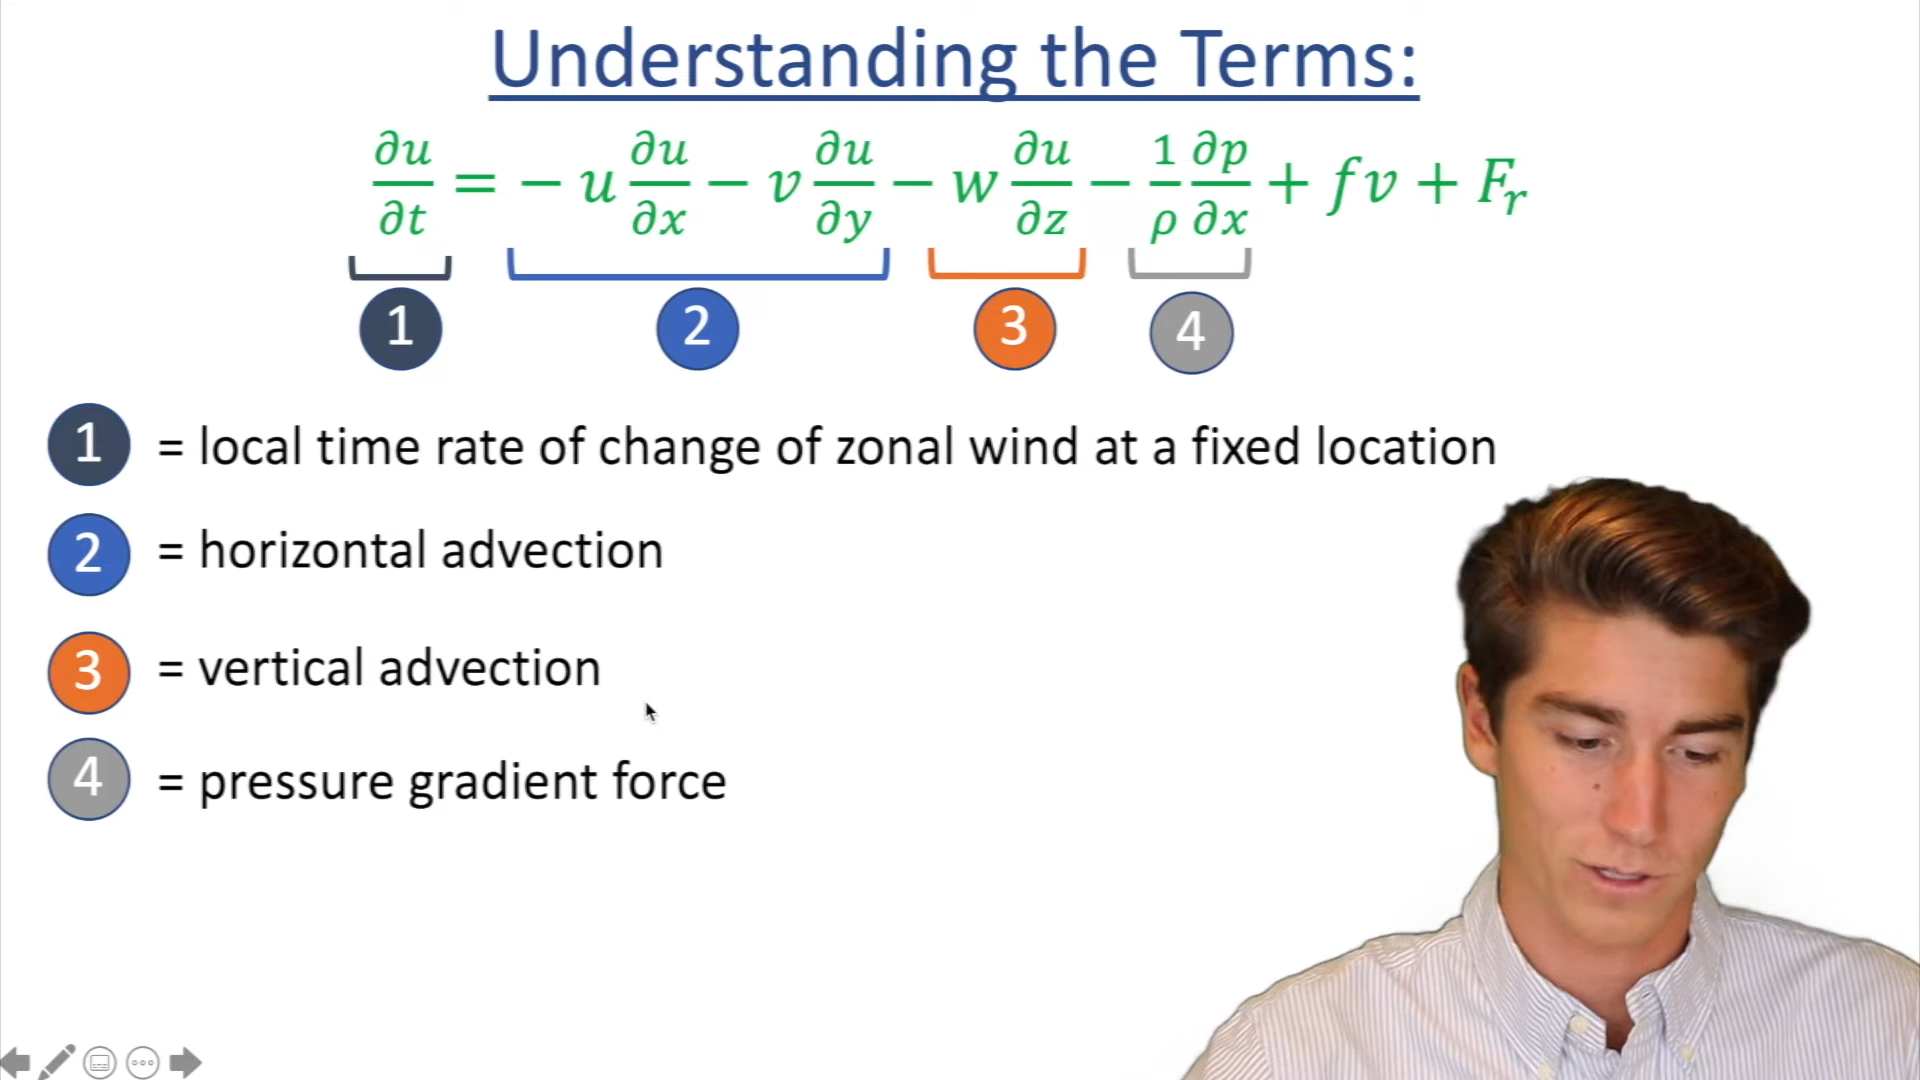 Understanding the Terms:
∂u/∂t = − u ∂u/∂x − v ∂u/∂y − w ∂u/∂z − 1/ρ ∂p/∂x + fv + Fᵣ
1 2 3 4
1 = local time rate of change of zonal wind at a fixed location
2 = horizontal advection
3 = vertical advection
4 = pressure gradient force